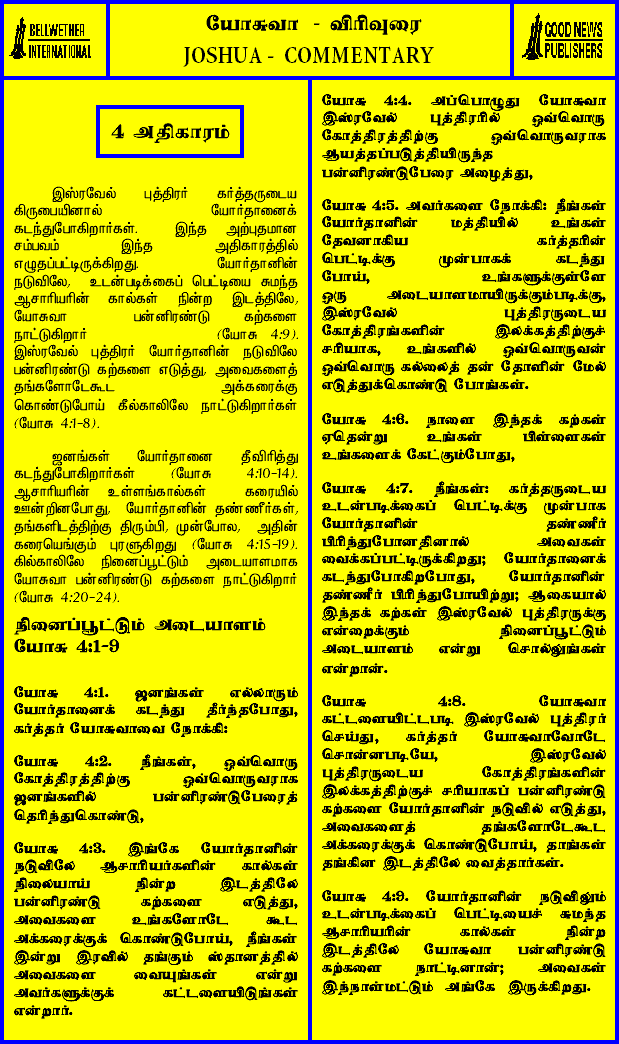 BELLWETHER
INTERNATIONAL
யோசுவா - விரிவுரை
JOSHUA - COMMENTARY
GOOD NEWS
PUBLISHERS
4 அதிகாரம்
இஸ்ரவேல் புத்திரர் கர்த்தருடைய
கிருபையினால் யோர்தானைக்
கடந்துபோகிறார்கள். இந்த அற்புதமான
சம்பவம் இந்த அதிகாரத்தில்
எழுதப்பட்டிருக்கிறது. யோர்தானின்
நடுவிலே, உடன்படிக்கைப் பெட்டியை சுமந்த
ஆசாரியரின் கால்கள் நின்ற இடத்திலே,
யோசுவா பன்னிரண்டு கற்களை
நாட்டுகிறார் (யோசு 4:9).
இஸ்ரவேல் புத்திரர் யோர்தானின் நடுவிலே
பன்னிரண்டு கற்களை எடுத்து, அவைகளைத்
தங்களோடேகூட அக்கரைக்கு
கொண்டுபோய் கீல்காலிலே நாட்டுகிறார்கள்
(யோசு 4:1-8).
ஜனங்கள் யோர்தானை தீவிரித்து
கடந்துபோகிறார்கள் (யோசு 4:10-14).
ஆசாரியரின் உள்ளங்கால்கள் கரையில்
ஊன்றினபோது, யோர்தானின் தண்ணீர்கள்,
தங்களிடத்திற்கு திரும்பி, முன்போல, அதின்
கரையெங்கும் புரளுகிறது (யோசு 4:15-19).
கில்காலிலே நினைப்பூட்டும் அடையாளமாக
யோசுவா பன்னிரண்டு கற்களை நாட்டுகிறார்
(யோசு 4:20-24).
நினைப்பூட்டும் அடையாளம்
யோசு 4:1-9
யோசு 4:1. ஜனங்கள் எல்லாரும்
யோர்தானைக் கடந்து தீர்ந்தபோது,
கர்த்தர் யோசுவாவை நோக்கி:
யோசு 4:2. நீங்கள், ஒவ்வொரு
கோத்திரத்திற்கு ஒவ்வொருவராக
ஜனங்களில் பன்னிரண்டுபேரைத்
தெரிந்துகொண்டு,
யோசு 4:3. இங்கே யோர்தானின்
நடுவிலே ஆசாரியர்களின் கால்கள்
நிலையாய் நின்ற இடத்திலே
பன்னிரண்டு கற்களை எடுத்து,
அவைகளை உங்களோடே கூட
அக்கரைக்குக் கொண்டுபோய், நீங்கள்
இன்று இரவில் தங்கும் ஸ்தானத்தில்
அவைகளை வையுங்கள் என்று
அவர்களுக்குக் கட்டளையிடுங்கள்
என்றார்.
யோசு 4:4. அப்பொழுது யோசுவா
இஸ்ரவேல் புத்திரரில் ஒவ்வொரு
கோத்திரத்திற்கு ஒவ்வொருவராக
ஆயத்தப்படுத்தியிருந்த
பன்னிரண்டுபேரை அழைத்து,
யோசு 4:5. அவர்களை நோக்கி: நீங்கள்
யோர்தானின் மத்தியில் உங்கள்
தேவனாகிய கர்த்தரின்
பெட்டிக்கு முன்பாகக் கடந்து
போய், உங்களுக்குள்ளே
ஒரு அடையாளமாயிருக்கும்படிக்கு,
இஸ்ரவேல் புத்திரருடைய
கோத்திரங்களின் இலக்கத்திற்குச்
சரியாக, உங்களில் ஒவ்வொருவன்
ஒவ்வொரு கல்லைத் தன் தோளின் மேல்
எடுத்துக்கொண்டு போங்கள்.
யோசு 4:6. நாளை இந்தக் கற்கள்
ஏதென்று உங்கள் பிள்ளைகள்
உங்களைக் கேட்கும்போது,
யோசு 4:7. நீங்கள்: கர்த்தருடைய
உடன்படிக்கைப் பெட்டிக்கு முன்பாக
யோர்தானின் தண்ணீர்
பிரிந்துபோனதினால் அவைகள்
வைக்கப்பட்டிருக்கிறது; யோர்தானைக்
கடந்துபோகிறபோது, யோர்தானின்
தண்ணீர் பிரிந்துபோயிற்று; ஆகையால்
இந்தக் கற்கள் இஸ்ரவேல் புத்திரருக்கு
என்றைக்கும் நினைப்பூட்டும்
அடையாளம் என்று சொல்லுங்கள்
என்றான்.
யோசு 4:8. யோசுவா
கட்டளையிட்டபடி இஸ்ரவேல் புத்திரர்
செய்து, கர்த்தர் யோசுவாவோடே
சொன்னபடியே, இஸ்ரவேல்
புத்திரருடைய கோத்திரங்களின்
இலக்கத்திற்குச் சரியாகப் பன்னிரண்டு
கற்களை யோர்தானின் நடுவில் எடுத்து,
அவைகளைத் தங்களோடேகூட
அக்கரைக்குக் கொண்டுபோய், தாங்கள்
தங்கின இடத்திலே வைத்தார்கள்.
யோசு 4:9. யோர்தானின் நடுவிலும்
உடன்படிக்கைப் பெட்டியைச் சுமந்த
ஆசாரியரின் கால்கள் நின்ற
இடத்திலே யோசுவா பன்னிரண்டு
கற்களை நாட்டினான்; அவைகள்
இந்நாள்மட்டும் அங்கே இருக்கிறது.